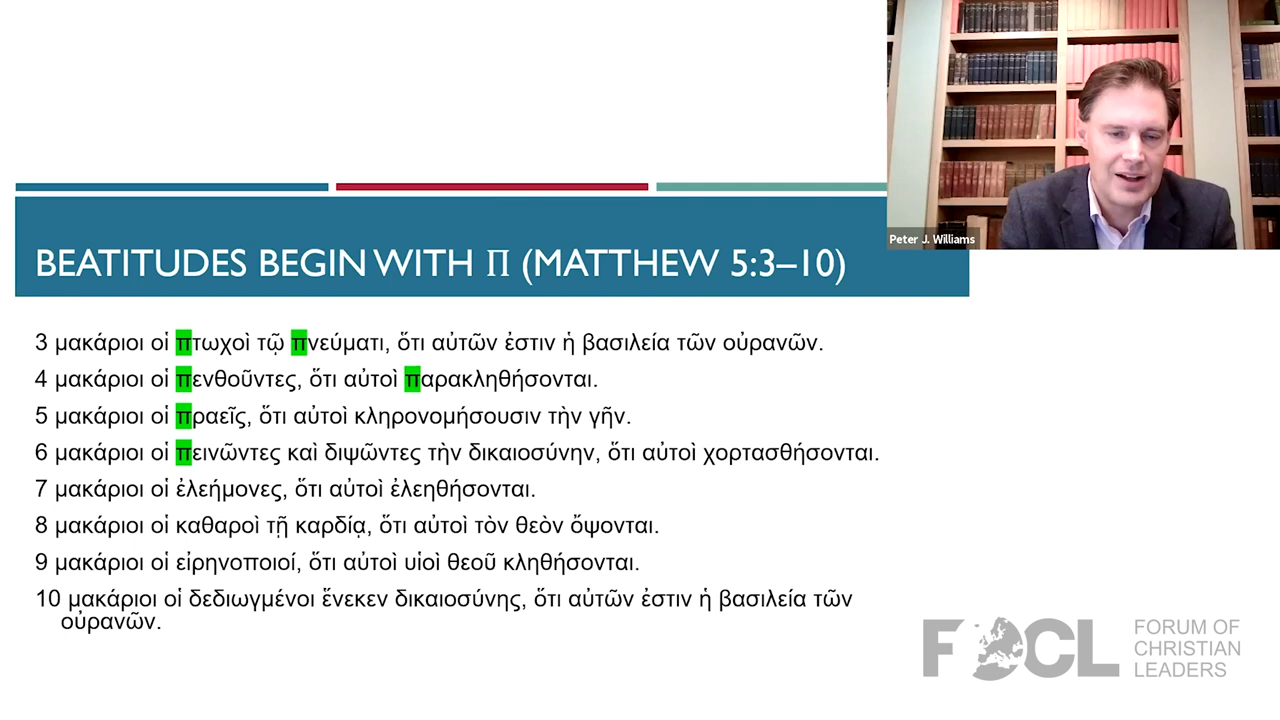 Peter J. Williams
BEATITUDES BEGIN WITH Π (MATTHEW 5:3–10)
3 μακάριοι οἱ πτωχοὶ τῷ πνεύματι, ὅτι αὐτῶν ἐστιν ἡ βασιλεία τῶν οὐρανῶν.
4 μακάριοι οἱ πενθοῦντες, ὅτι αὐτοὶ παρακληθήσονται.
5 μακάριοι οἱ πραεῖς, ὅτι αὐτοὶ κληρονομήσουσιν τὴν γῆν.
6 μακάριοι οἱ πεινῶντες καὶ διψῶντες τὴν δικαιοσύνην, ὅτι αὐτοὶ χορτασθήσονται.
7 μακάριοι οἱ ἐλεήμονες, ὅτι αὐτοὶ ἐλεηθήσονται.
8 μακάριοι οἱ καθαροὶ τῇ καρδίᾳ, ὅτι αὐτοὶ τὸν θεὸν ὄψονται.
9 μακάριοι οἱ εἰρηνοποιοί, ὅτι αὐτοὶ υἱοὶ θεοῦ κληθήσονται.
10 μακάριοι οἱ δεδιωγμένοι ἕνεκεν δικαιοσύνης, ὅτι αὐτῶν ἐστιν ἡ βασιλεία τῶν
οὐρανῶν.
FOCL
FORUM OF
CHRISTIAN
LEADERS